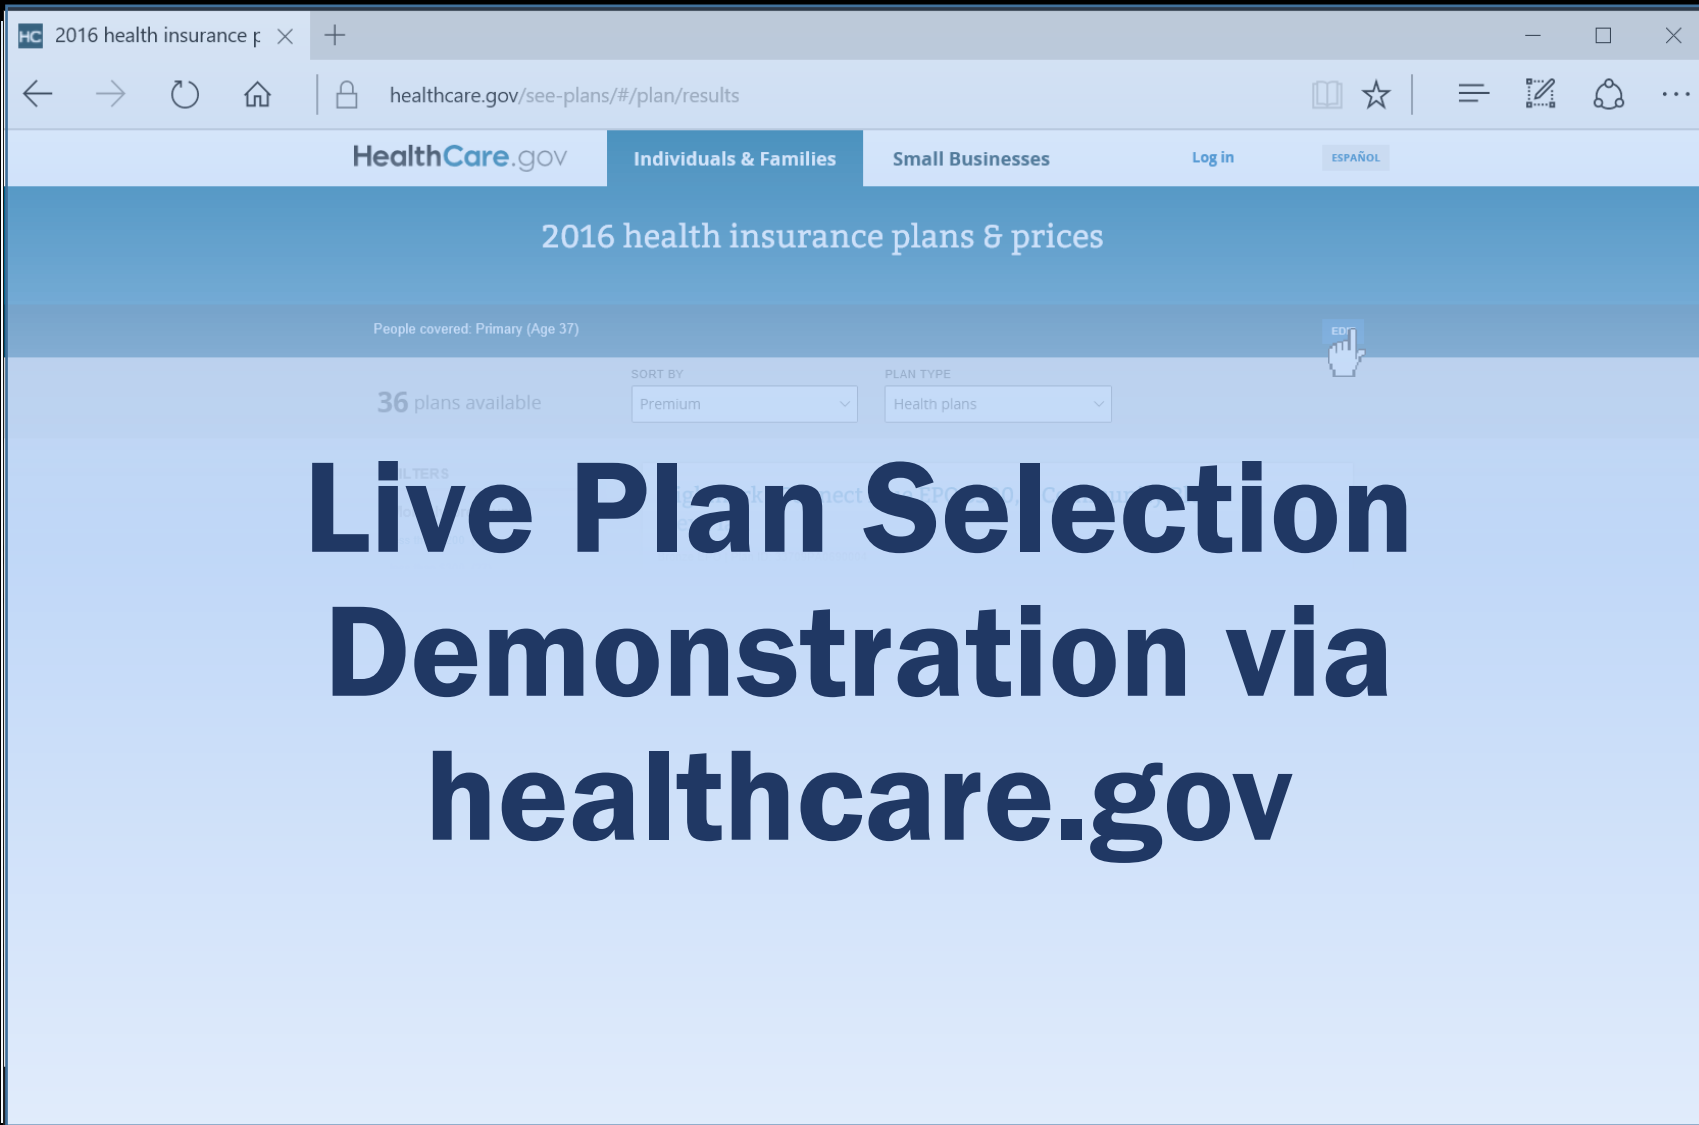 HC 2016 health insurance p
healthcare.gov/see-plans/#/plan/results
HealthCare.gov Individuals & Families Small Businesses Log in ESPAÑOL
2016 health insurance plans & prices
People covered: Primary (Age 37)
SORT BY PLAN TYPE
36 plans available Premium Health plans
Live Plan Selection
Demonstration via
healthcare.gov